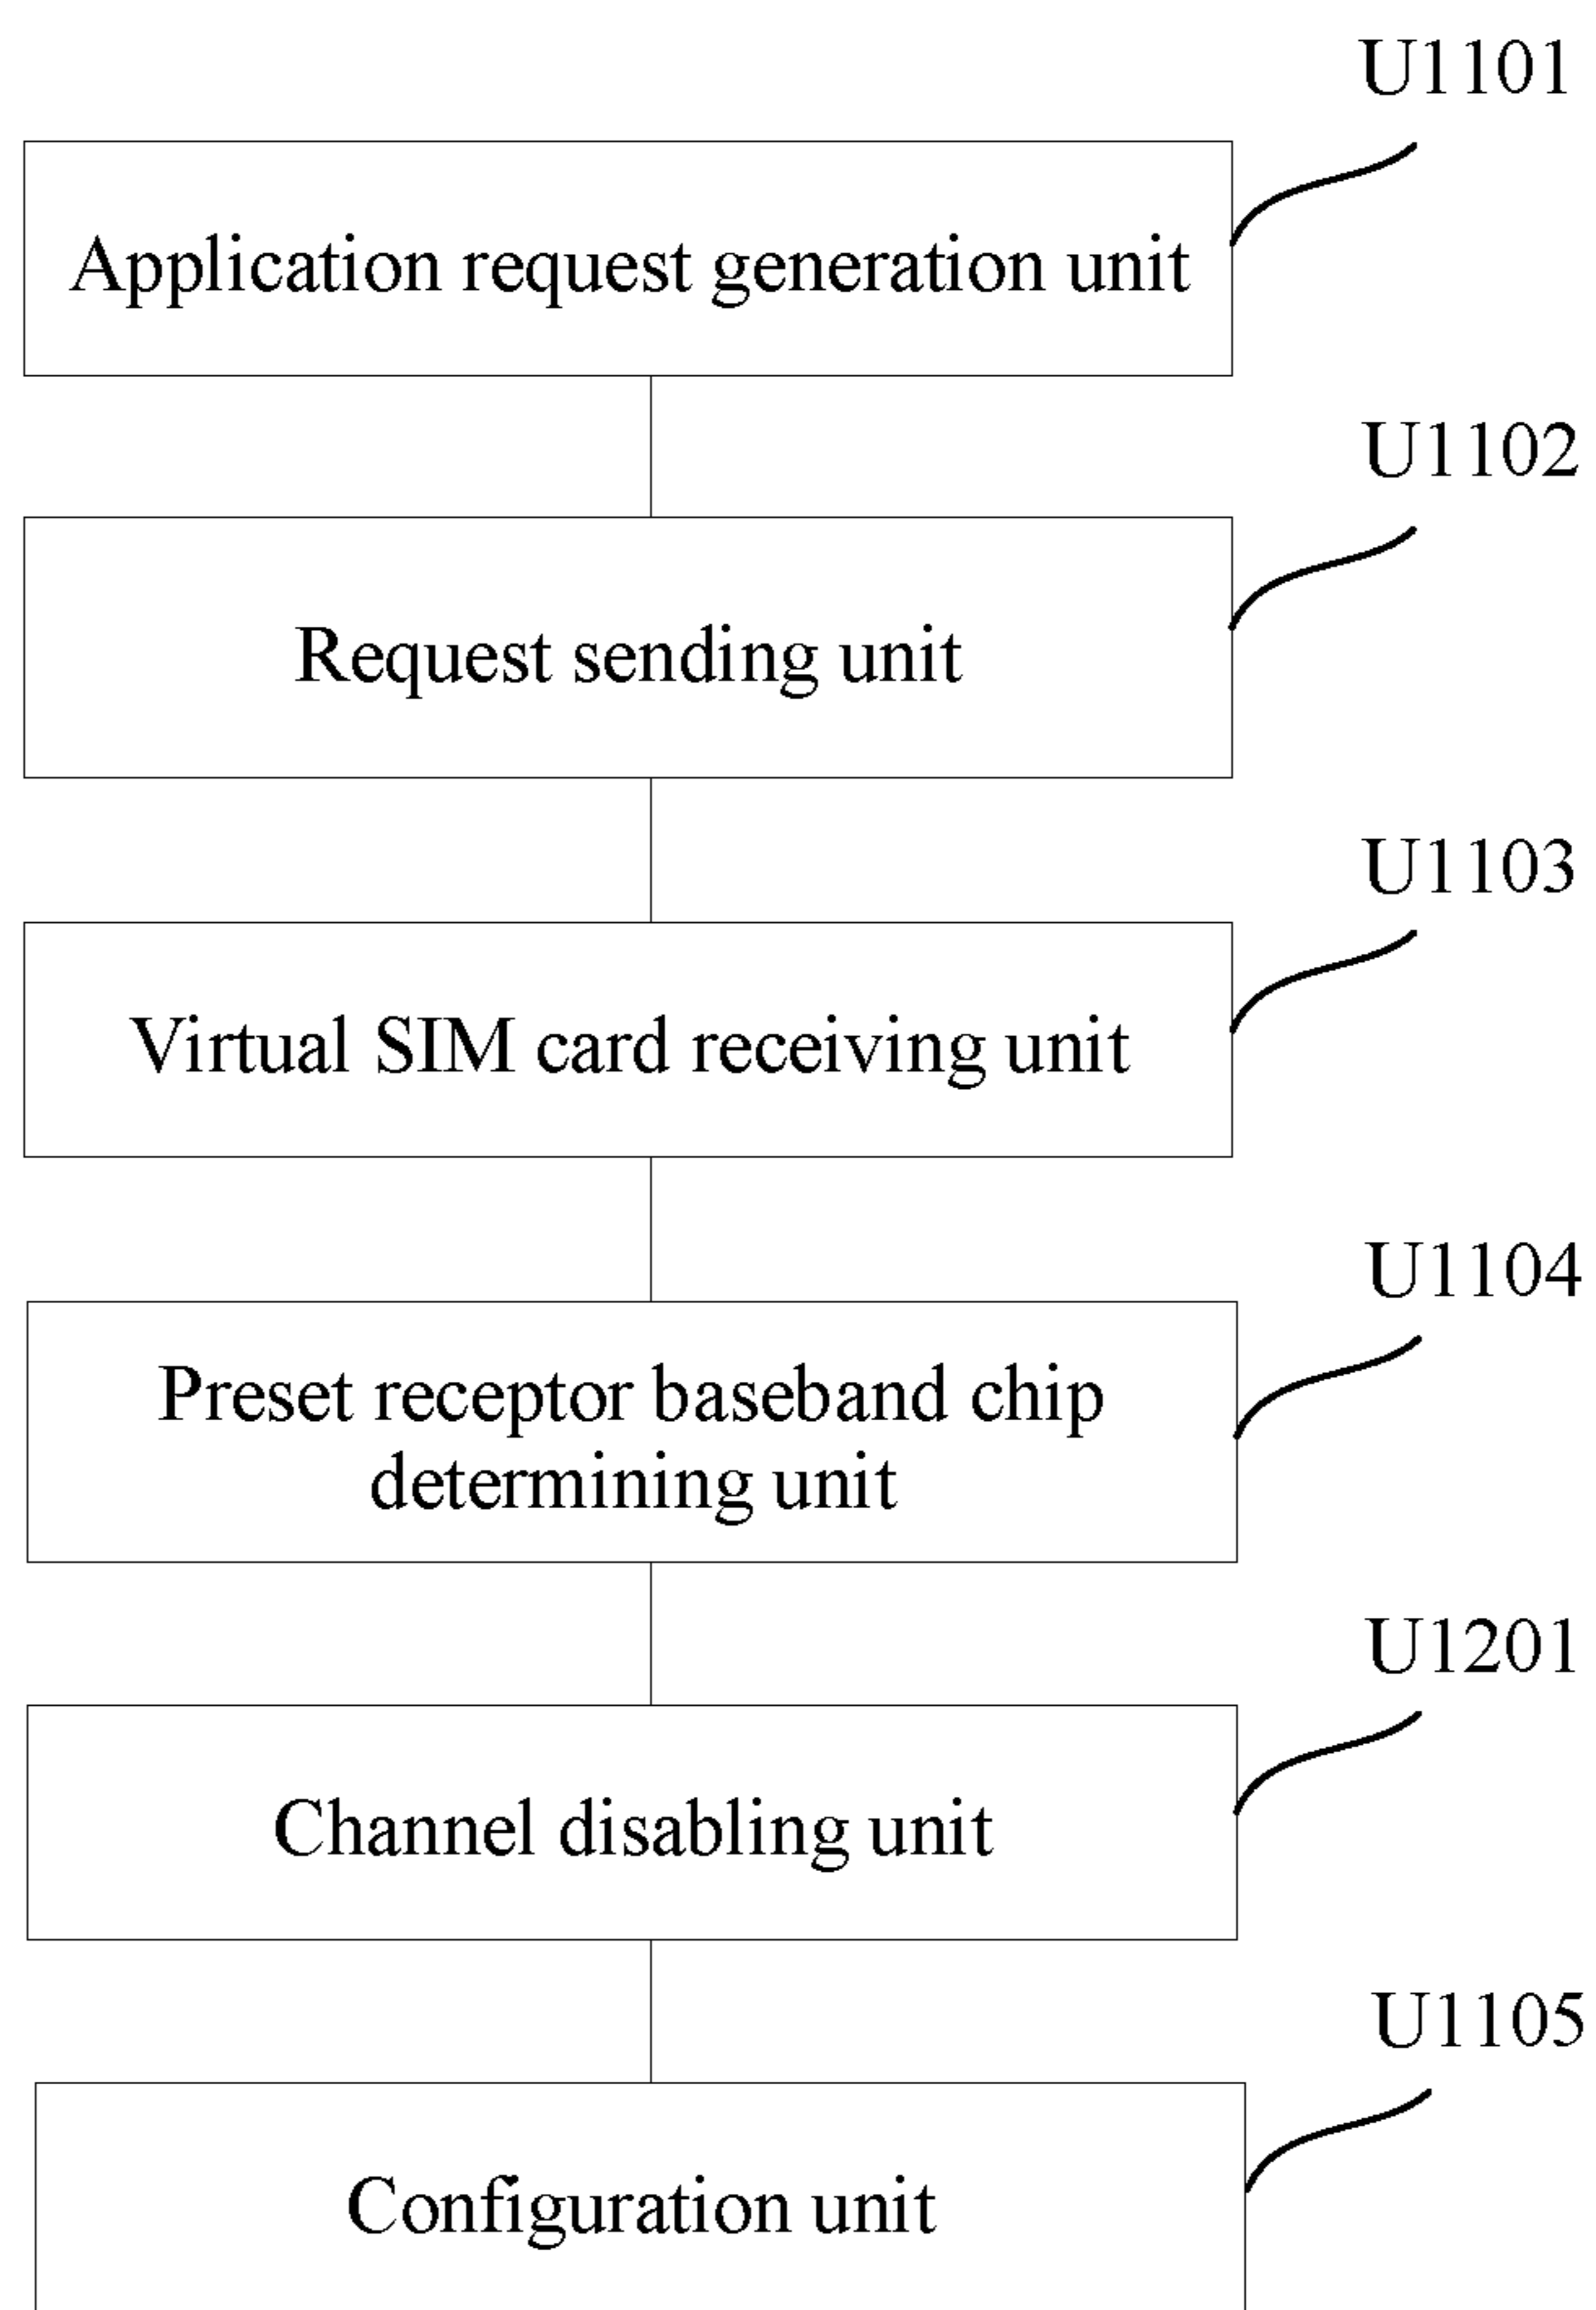 U1101
Application request generation unit
U1102
Request sending unit
U1103
Virtual SIM card receiving unit
U1104
Preset receptor baseband chip
determining unit
U1201
Channel disabling unit
U1105
Configuration unit